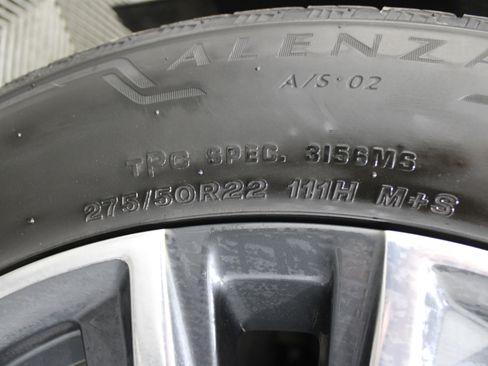 ALENZA
A/S·02
TPC SPEC. 3156MS
275/50R22 111H M+S